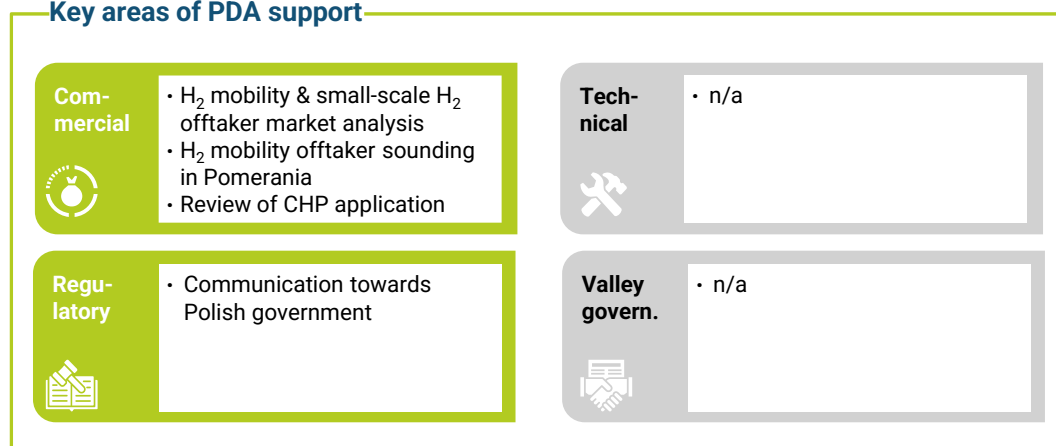 Key areas of PDA support
Com-
mercial
· H₂ mobility & small-scale H₂
offtaker market analysis
· H₂ mobility offtaker sounding
in Pomerania
· Review of CHP application
Tech-
nical
· n/a
Regu-
latory
· Communication towards
Polish government
Valley
govern.
· n/a